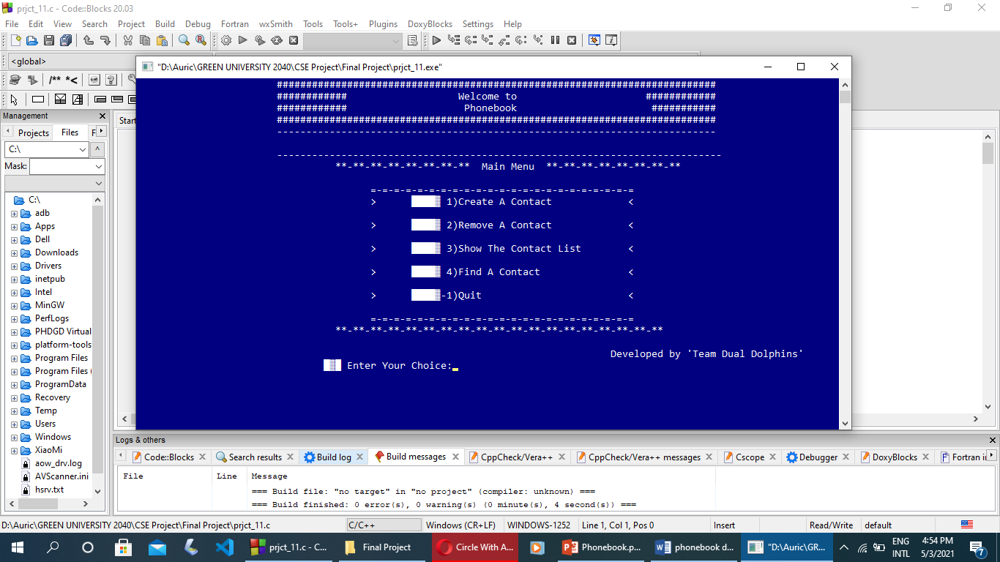 prjct_11.c - Code::Blocks 20.03
File Edit View Search Project Build Debug Fortran wxSmith Tools Tools+ Plugins DoxyBlocks Settings Help
<global>
/** *<
Management
Projects Files F
C:\
^
Mask:
C:\
adb
Apps
Dell
Downloads
Drivers
inetpub
Intel
MinGW
PerfLogs
PHDGD Virtual
platform-tools
Program Files
Program Files (
ProgramData
Recovery
Temp
Users
Windows
XiaoMi
aow_drv.log
AVScanner.ini
hsrv.txt
Start
"D:\Auric\GREEN UNIVERSITY 2040\CSE Project\Final Project\prjct_11.exe"
###########################################################################
############ Welcome to ############
############ Phonebook ###########
###########################################################################
---------------------------------------------------------------------------
----------------------------------------------------------------------------
**-**-**-**-**-**-**-** Main Menu **-**-**-**-**-**-**-**
=-=-=-=-=-=-=-=-=-=-=-=-=-=-=-=-=-=-=-=-=-=-=
> 1)Create A Contact <
> 2)Remove A Contact <
> 3)Show The Contact List <
> 4)Find A Contact <
> -1)Quit <
=-=-=-=-=-=-=-=-=-=-=-=-=-=-=-=-=-=-=-=-=-=-=
**-**-**-**-**-**-**-**-**-**-**-**-**-**-**-**-**-**-**
Developed by 'Team Dual Dolphins'
Enter Your Choice:
Logs & others
Code::Blocks Search results Build log Build messages CppCheck/Vera++ CppCheck/Vera++ messages Cscope Debugger DoxyBlocks Fortran in
File Line Message
=== Build file: "no target" in "no project" (compiler: unknown) ===
=== Build finished: 0 error(s), 0 warning(s) (0 minute(s), 4 second(s)) ===
D:\Auric\GREEN UNIVERSITY 2040\CSE Project\Final Project\prjct_11.c C/C++ Windows (CR+LF) WINDOWS-1252 Line 1, Col 1, Pos 0 Insert Read/Write default
prjct_11.c - C... Final Project Circle With A... Phonebook.p... phonebook d... "D:\Auric\GR...
ENG
INTL
4:54 PM
5/3/2021
7